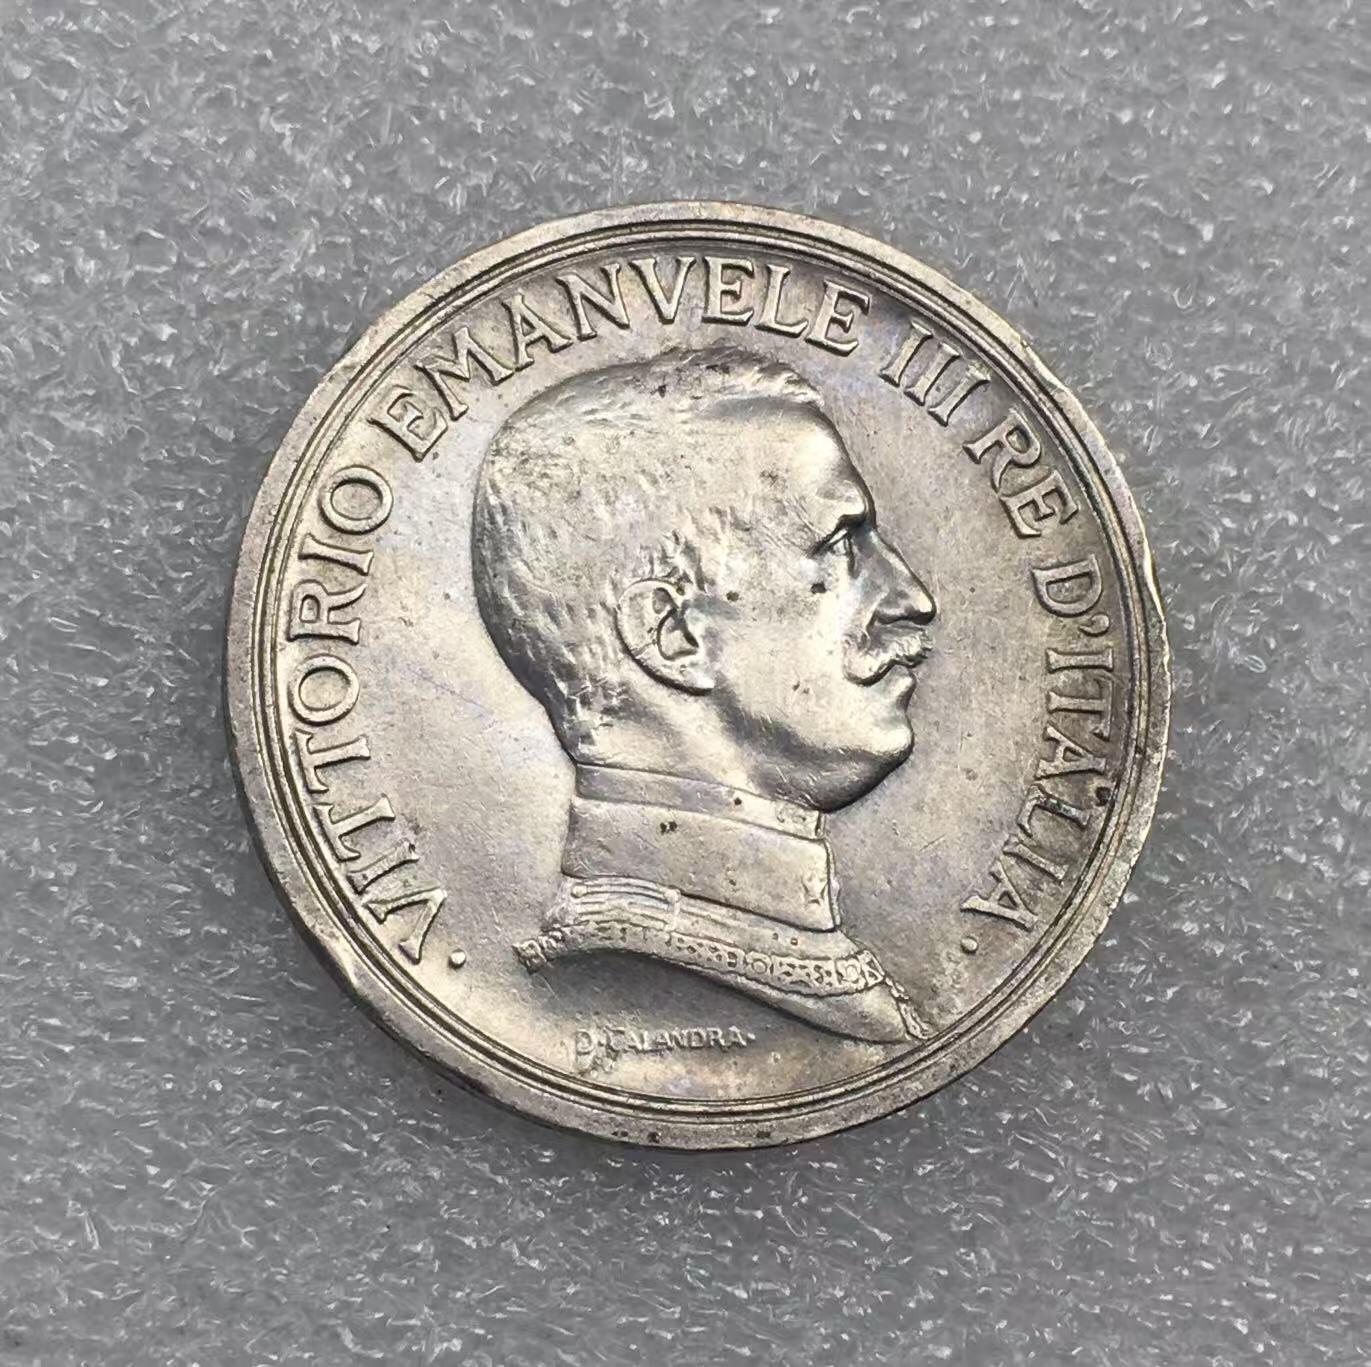 · VITTORIO EMANVELE III RE D'ITALIA ·
D·CALANDRA·